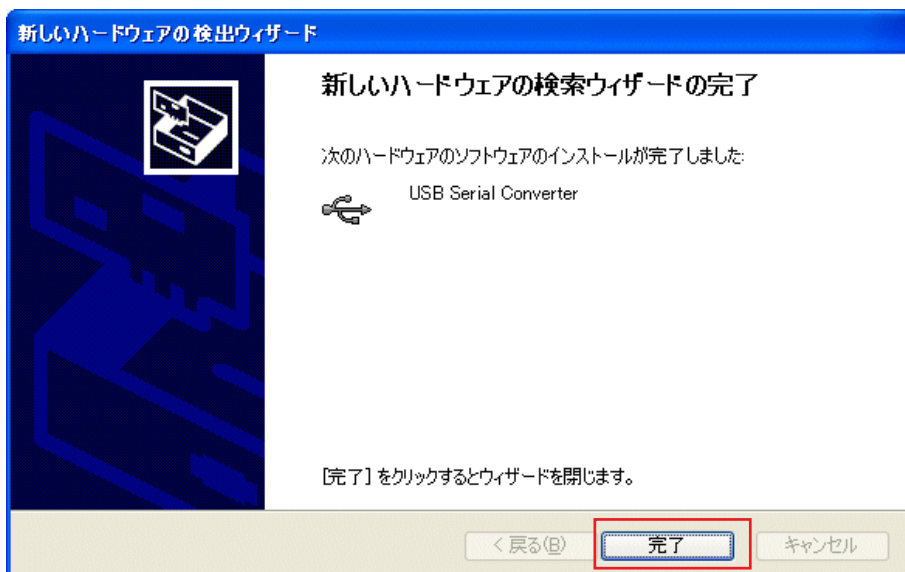 新しいハードウェアの検出ウィザード
新しいハードウェアの検索ウィザードの完了
次のハードウェアのソフトウェアのインストールが完了しました:
USB Serial Converter
[完了] をクリックするとウィザードを閉じます。
< 戻る(B)
完了
キャンセル